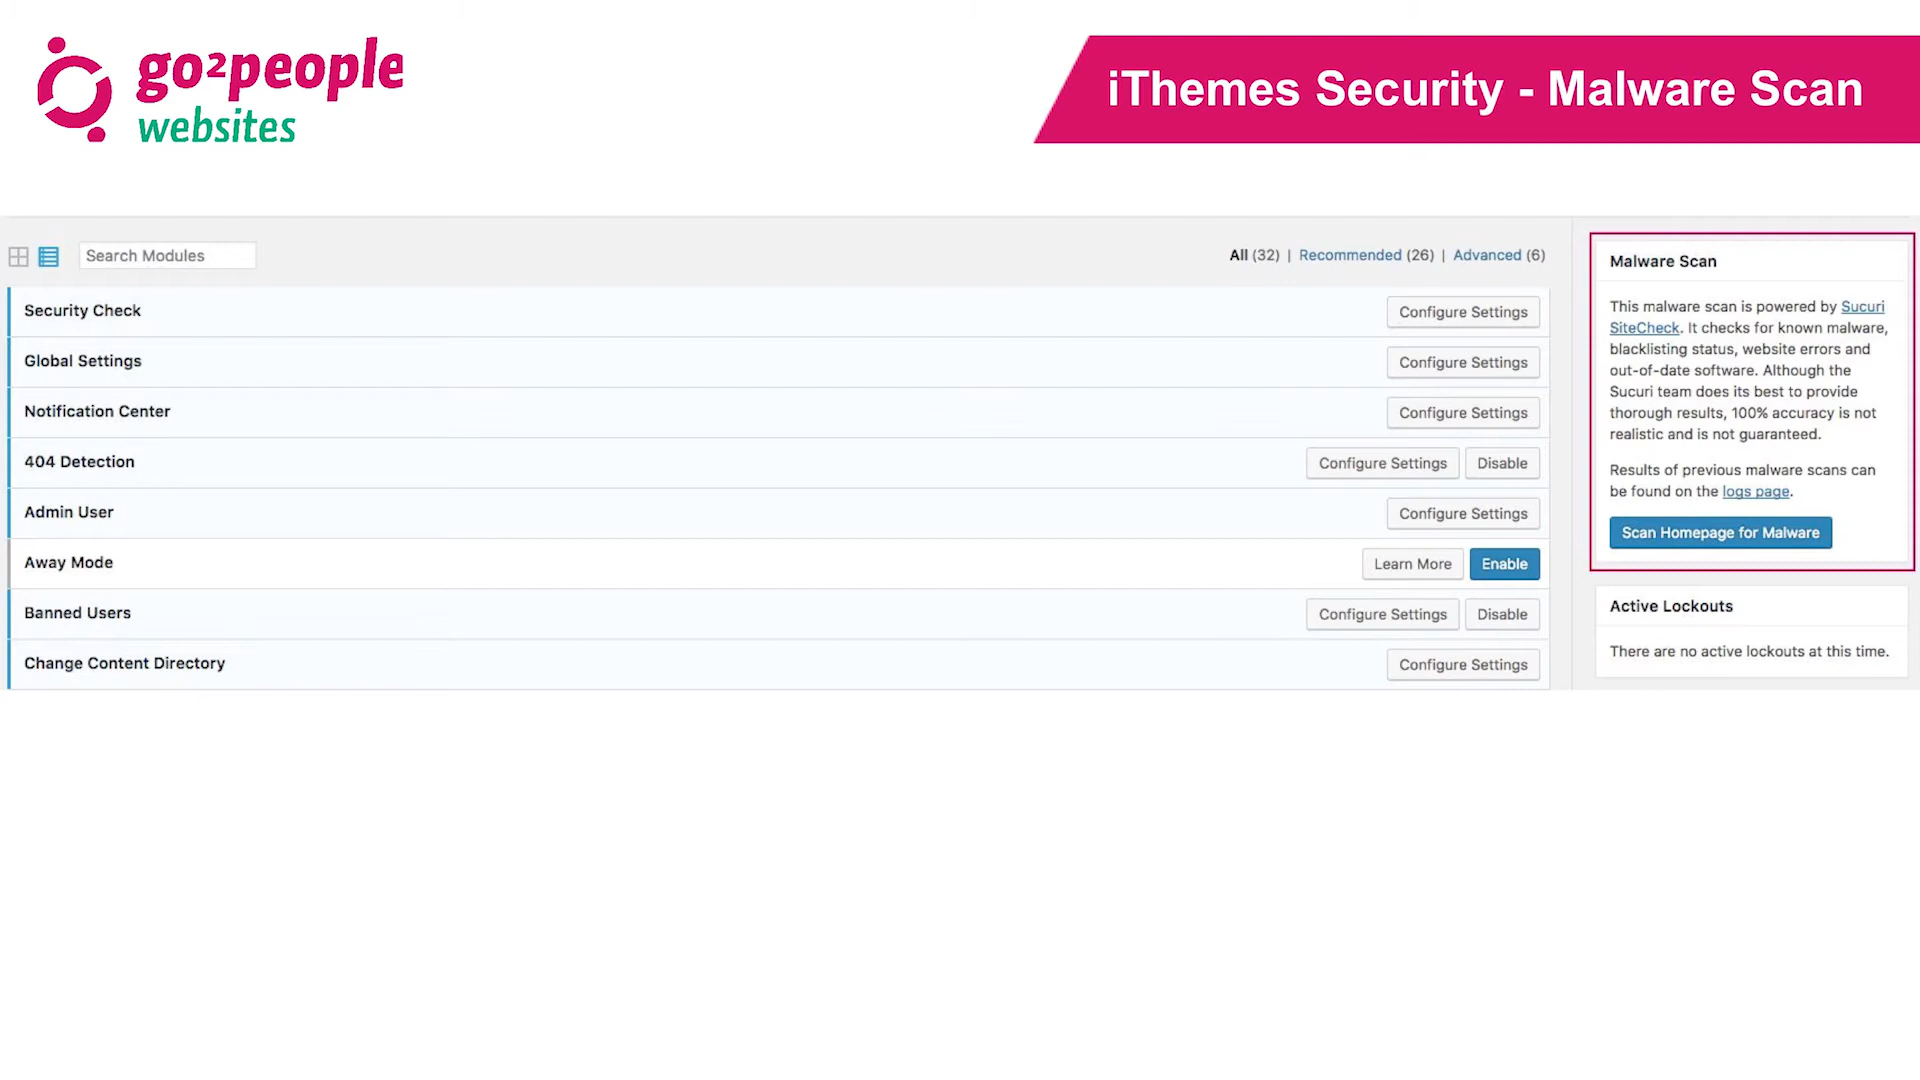 go2people
websites
iThemes Security - Malware Scan
Search Modules
All (32) | Recommended (26) | Advanced (6)
Security Check
Configure Settings
Global Settings
Configure Settings
Notification Center
Configure Settings
404 Detection
Configure Settings
Disable
Admin User
Configure Settings
Away Mode
Learn More
Enable
Banned Users
Configure Settings
Disable
Change Content Directory
Configure Settings
Malware Scan
This malware scan is powered by Sucuri
SiteCheck. It checks for known malware,
blacklisting status, website errors and
out-of-date software. Although the
Sucuri team does its best to provide
thorough results, 100% accuracy is not
realistic and is not guaranteed.
Results of previous malware scans can
be found on the logs page.
Scan Homepage for Malware
Active Lockouts
There are no active lockouts at this time.